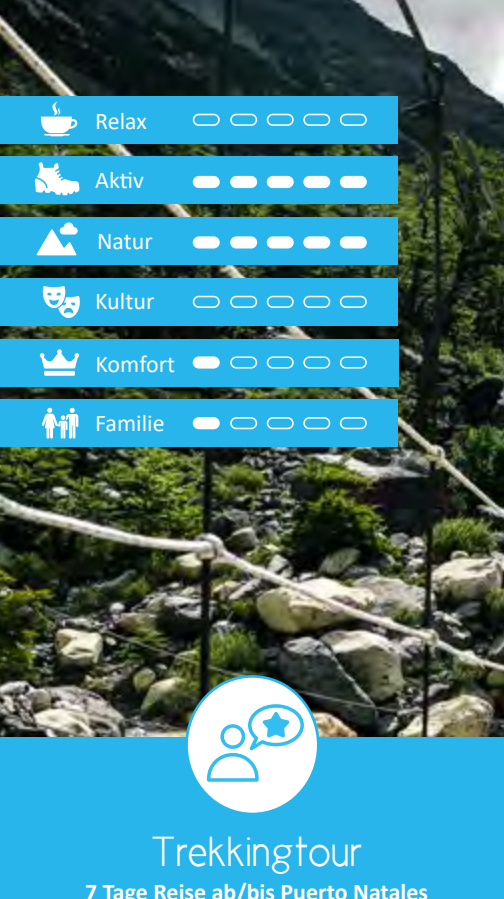 Relax
Aktiv
Natur
Kultur
Komfort
Familie
Trekkingtour
7 Tage Reise ab/bis Puerto Natales